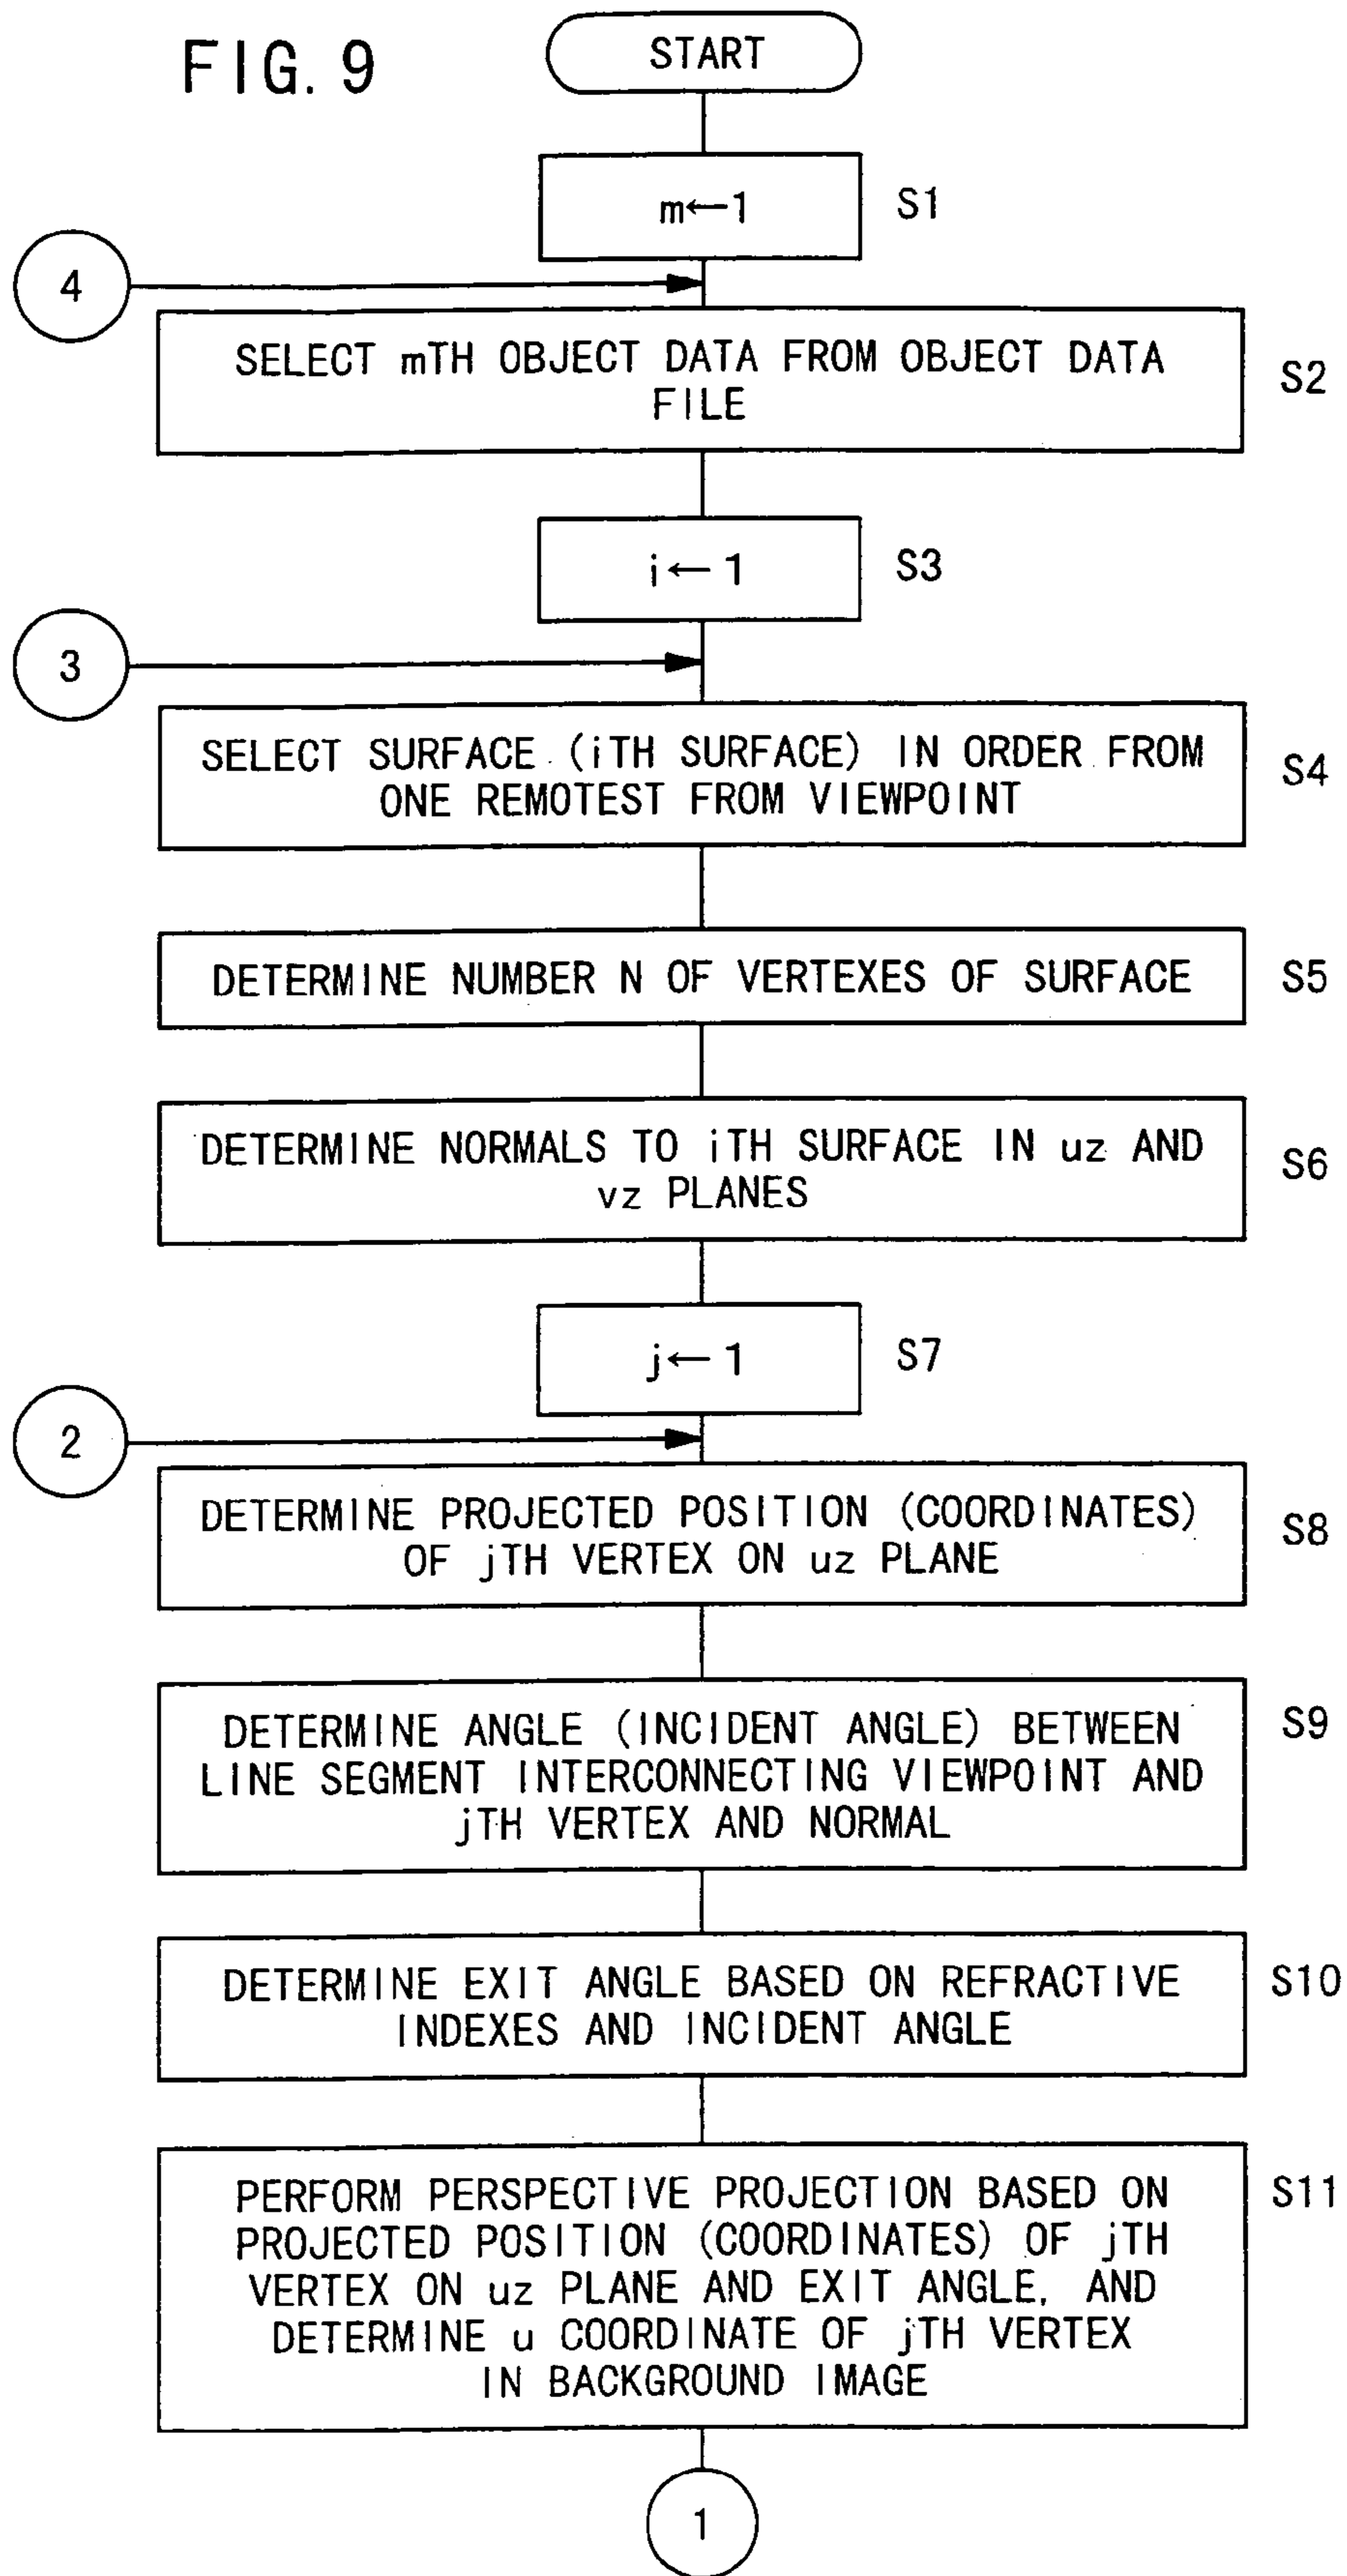 FIG. 9
START
m←1
S1
4
SELECT mTH OBJECT DATA FROM OBJECT DATA
FILE
S2
i←1
S3
3
SELECT SURFACE (iTH SURFACE) IN ORDER FROM
ONE REMOTEST FROM VIEWPOINT
S4
DETERMINE NUMBER N OF VERTEXES OF SURFACE
S5
DETERMINE NORMALS TO iTH SURFACE IN uz AND
vz PLANES
S6
j←1
S7
2
DETERMINE PROJECTED POSITION (COORDINATES)
OF jTH VERTEX ON uz PLANE
S8
DETERMINE ANGLE (INCIDENT ANGLE) BETWEEN
LINE SEGMENT INTERCONNECTING VIEWPOINT AND
jTH VERTEX AND NORMAL
S9
DETERMINE EXIT ANGLE BASED ON REFRACTIVE
INDEXES AND INCIDENT ANGLE
S10
PERFORM PERSPECTIVE PROJECTION BASED ON
PROJECTED POSITION (COORDINATES) OF jTH
VERTEX ON uz PLANE AND EXIT ANGLE, AND
DETERMINE u COORDINATE OF jTH VERTEX
IN BACKGROUND IMAGE
S11
1